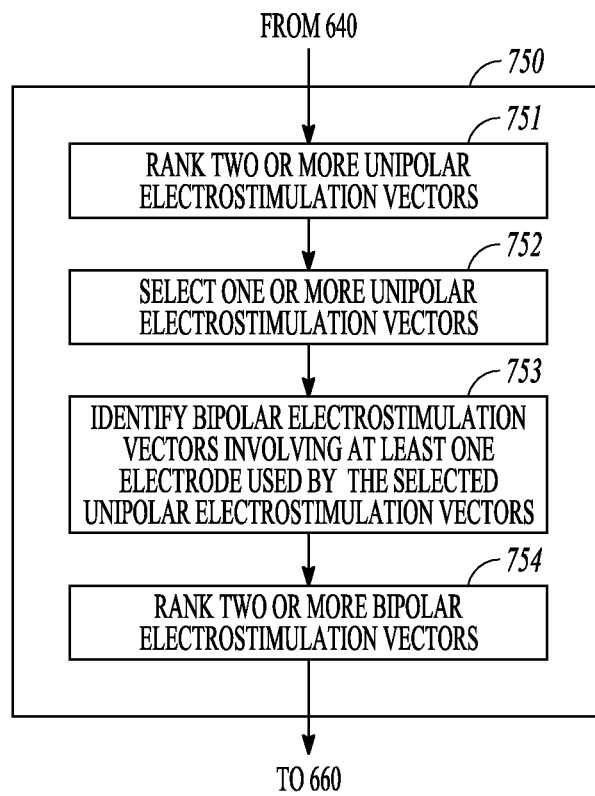 FROM 640
750
751
RANK TWO OR MORE UNIPOLAR
ELECTROSTIMULATION VECTORS
752
SELECT ONE OR MORE UNIPOLAR
ELECTROSTIMULATION VECTORS
753
IDENTIFY BIPOLAR ELECTROSTIMULATION
VECTORS INVOLVING AT LEAST ONE
ELECTRODE USED BY THE SELECTED
UNIPOLAR ELECTROSTIMULATION VECTORS
754
RANK TWO OR MORE BIPOLAR
ELECTROSTIMULATION VECTORS
TO 660